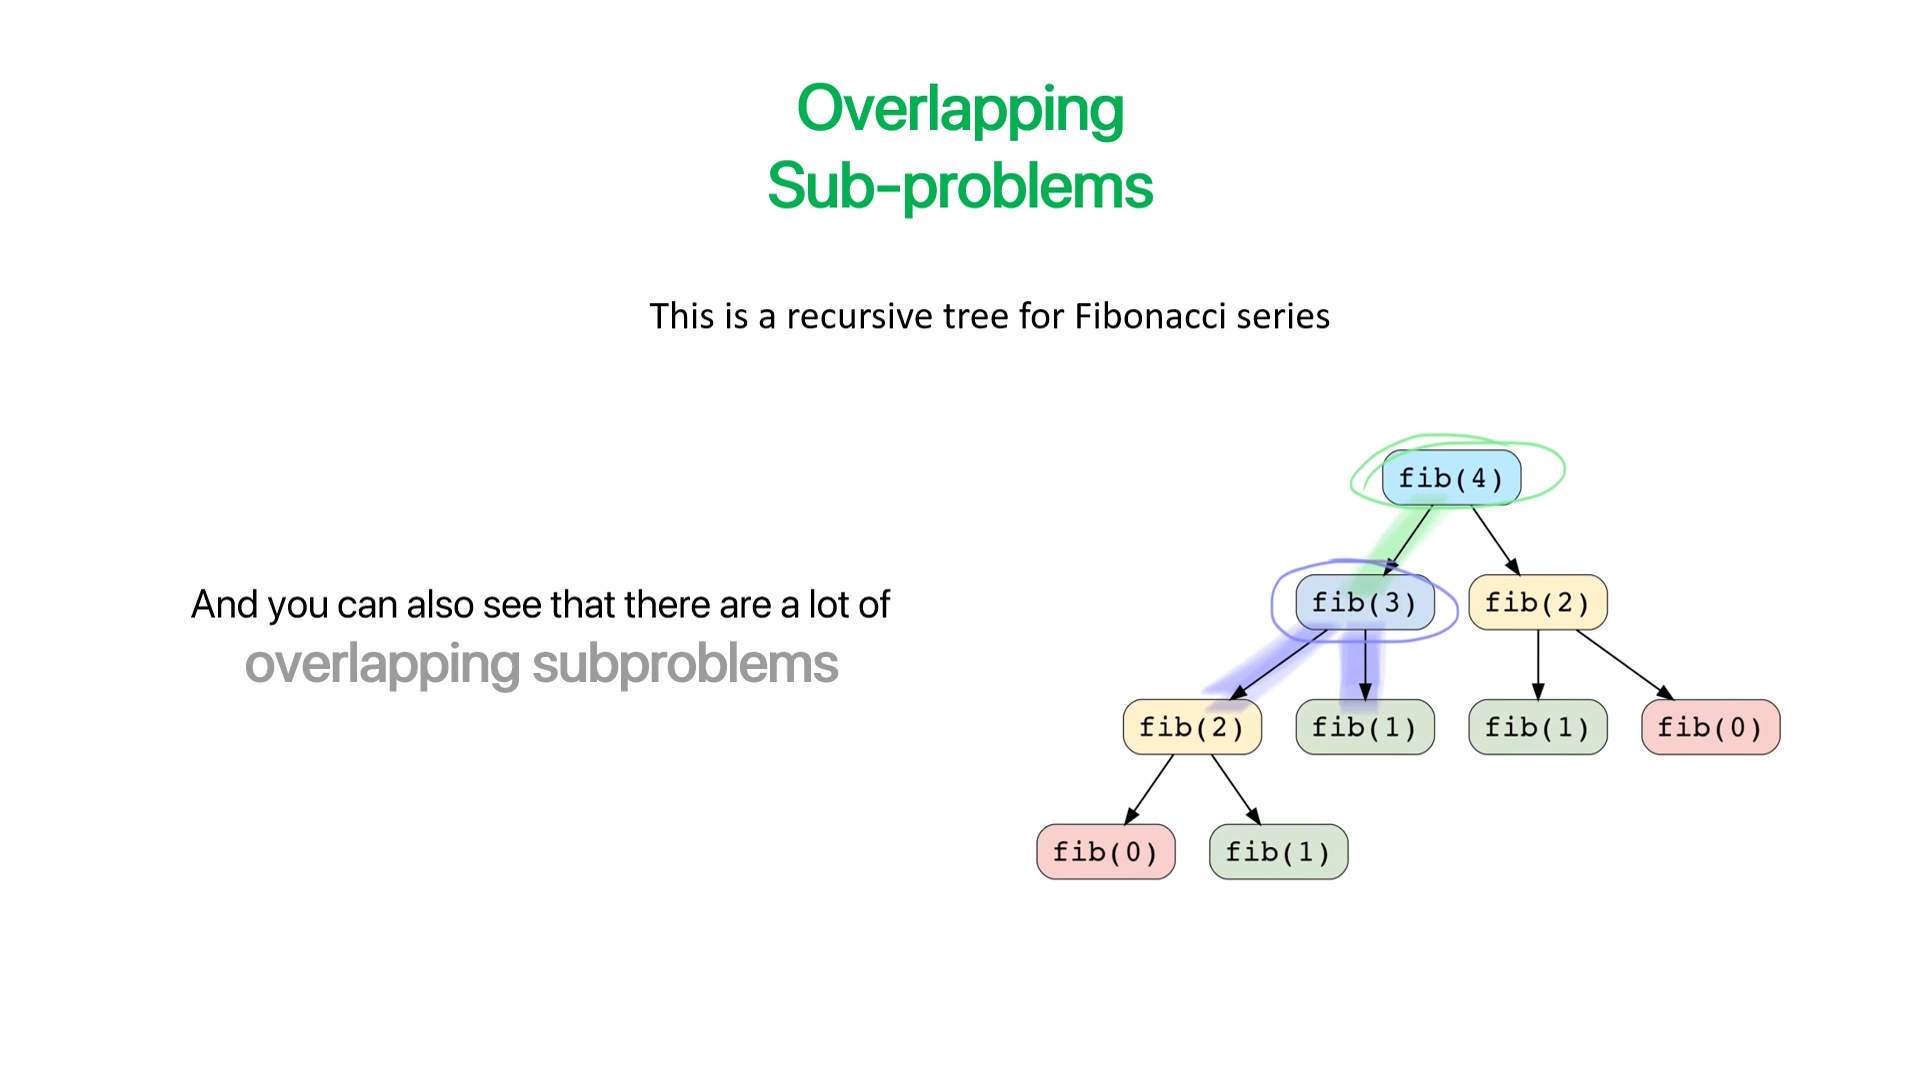 Overlapping
Sub-problems
This is a recursive tree for Fibonacci series
And you can also see that there are a lot of
overlapping subproblems
fib(4)
fib(3)
fib(2)
fib(2)
fib(1)
fib(1)
fib(0)
fib(0)
fib(1)